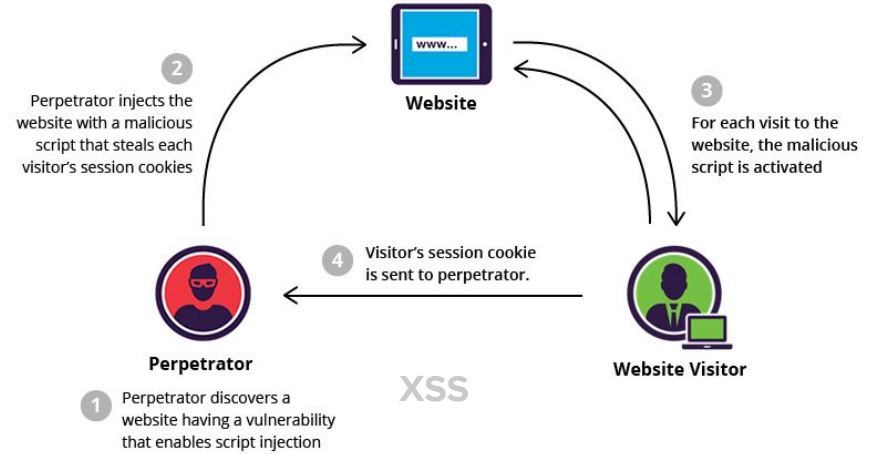 www...
Website
2
Perpetrator injects the
website with a malicious
script that steals each
visitor's session cookies
3
For each visit to the
website, the malicious
script is activated
4
Visitor's session cookie
is sent to perpetrator.
Perpetrator
Website Visitor
XSS
1
Perpetrator discovers a
website having a vulnerability
that enables script injection